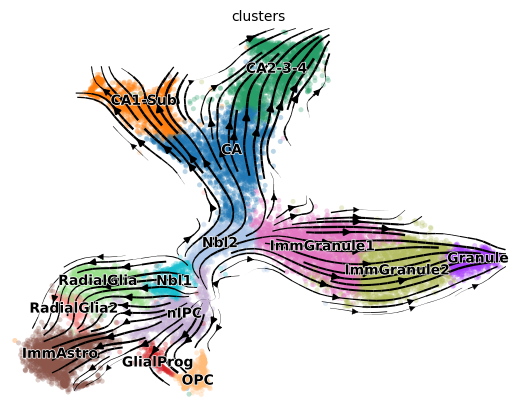 clusters
CA2-3-4
CA1-Sub
CA
Nbl2
ImmGranule1
Granule
ImmGranule2
RadialGlia
Nbl1
RadialGlia2
nIPC
ImmAstro
GlialProg
OPC